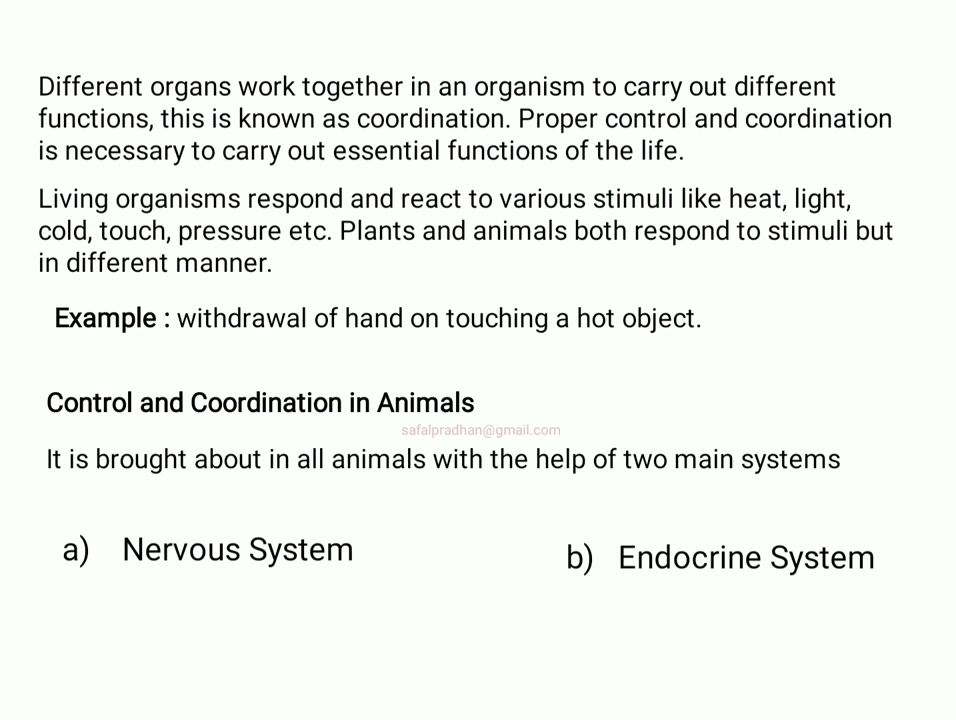 Different organs work together in an organism to carry out different
functions, this is known as coordination. Proper control and coordination
is necessary to carry out essential functions of the life.
Living organisms respond and react to various stimuli like heat, light,
cold, touch, pressure etc. Plants and animals both respond to stimuli but
in different manner.
Example : withdrawal of hand on touching a hot object.
Control and Coordination in Animals
safalpradhan@gmail.com
It is brought about in all animals with the help of two main systems
a) Nervous System
b) Endocrine System